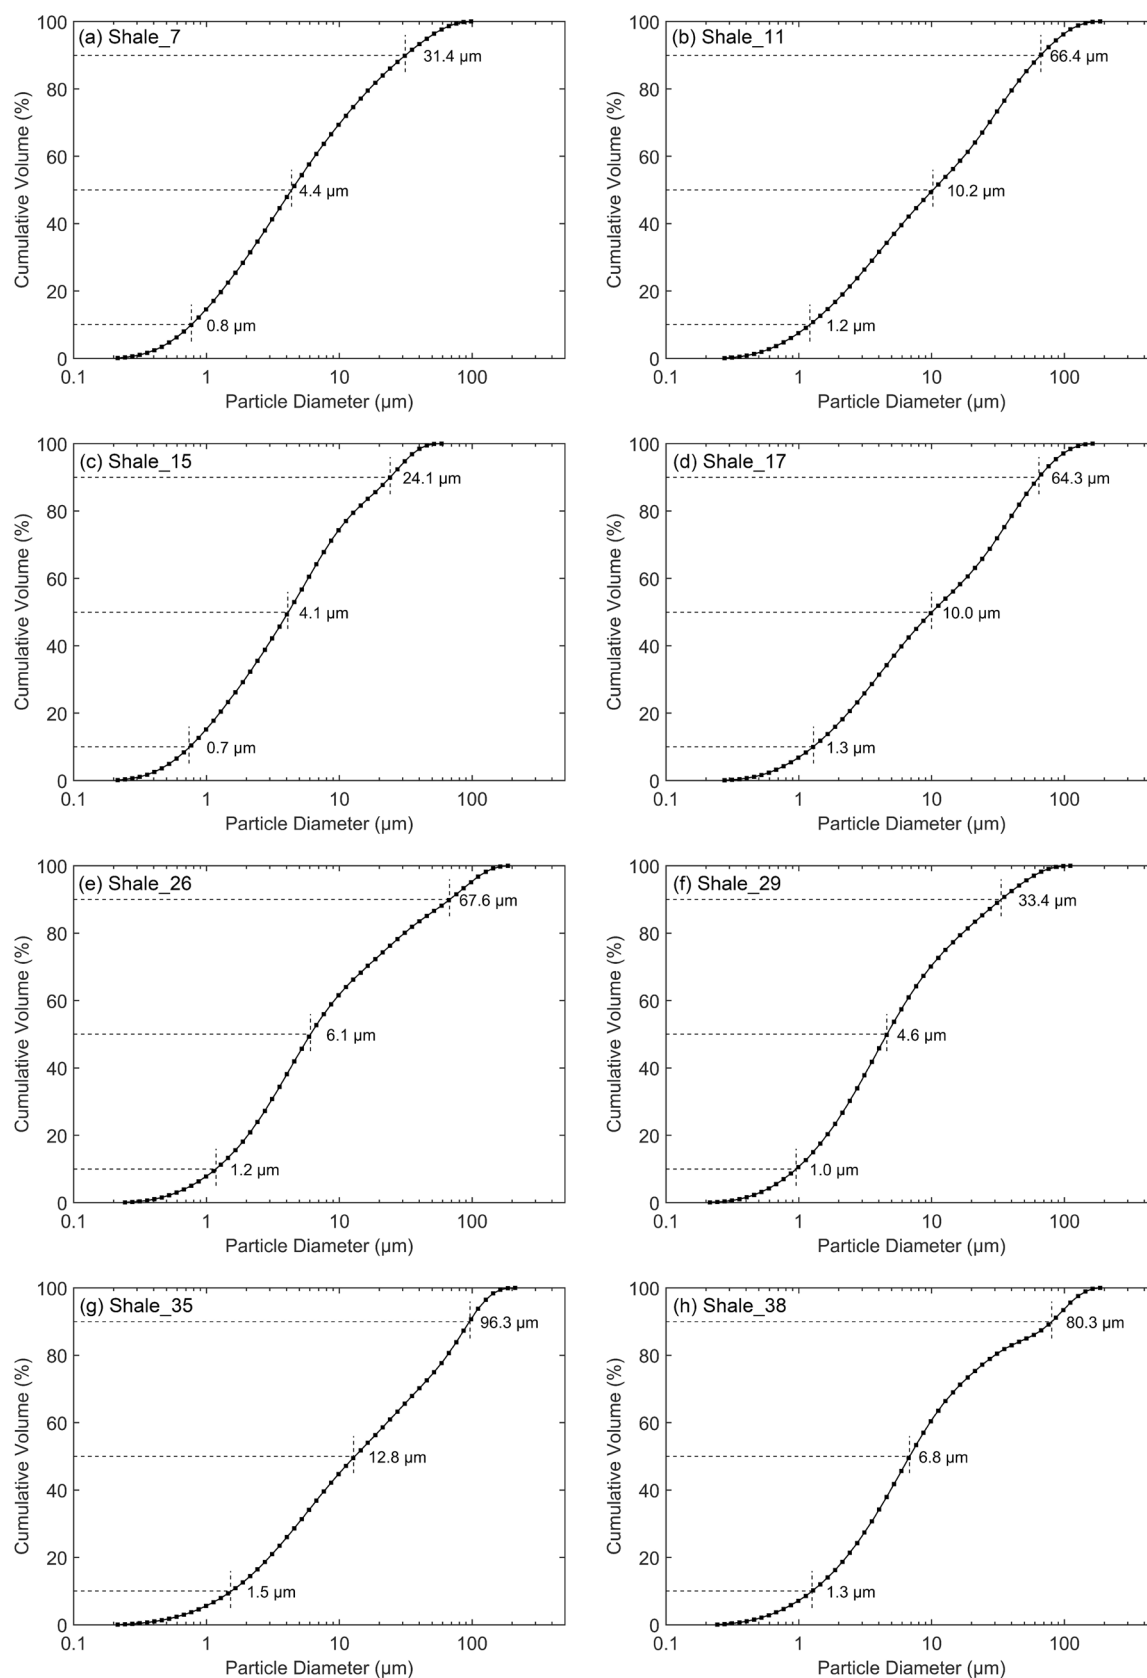 (a) Shale_7
Cumulative Volume (%)
100
80
60
40
20
0
31.4 µm
4.4 µm
0.8 µm
0.1 1 10 100
Particle Diameter (µm)
(b) Shale_11
Cumulative Volume (%)
100
80
60
40
20
0
66.4 µm
10.2 µm
1.2 µm
0.1 1 10 100
Particle Diameter (µm)
(c) Shale_15
Cumulative Volume (%)
100
80
60
40
20
0
24.1 µm
4.1 µm
0.7 µm
0.1 1 10 100
Particle Diameter (µm)
(d) Shale_17
Cumulative Volume (%)
100
80
60
40
20
0
64.3 µm
10.0 µm
1.3 µm
0.1 1 10 100
Particle Diameter (µm)
(e) Shale_26
Cumulative Volume (%)
100
80
60
40
20
0
67.6 µm
6.1 µm
1.2 µm
0.1 1 10 100
Particle Diameter (µm)
(f) Shale_29
Cumulative Volume (%)
100
80
60
40
20
0
33.4 µm
4.6 µm
1.0 µm
0.1 1 10 100
Particle Diameter (µm)
(g) Shale_35
Cumulative Volume (%)
100
80
60
40
20
0
96.3 µm
12.8 µm
1.5 µm
0.1 1 10 100
Particle Diameter (µm)
(h) Shale_38
Cumulative Volume (%)
100
80
60
40
20
0
80.3 µm
6.8 µm
1.3 µm
0.1 1 10 100
Particle Diameter (µm)